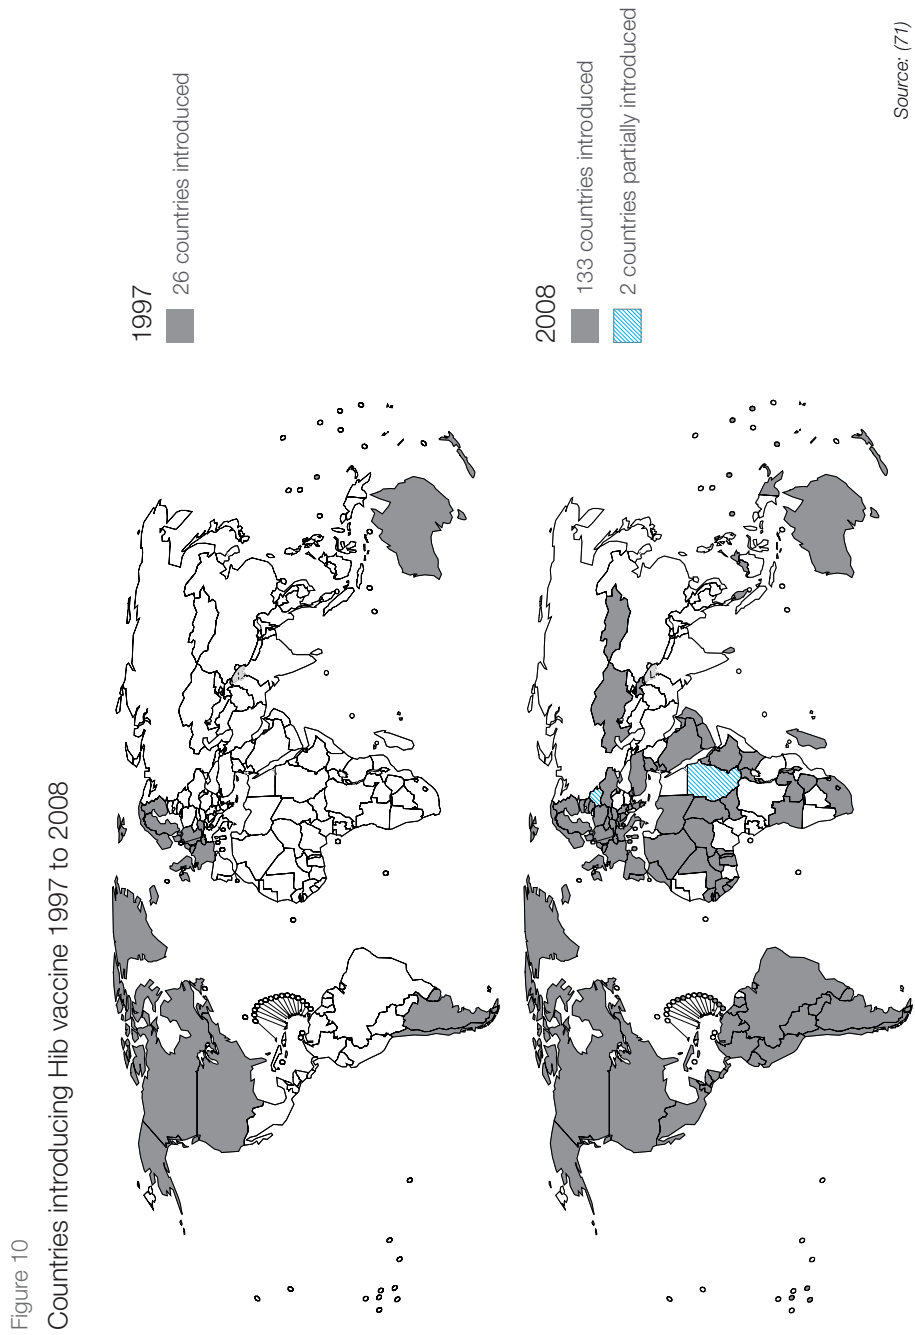 Figure 10
Countries introducing Hib vaccine 1997 to 2008
1997
26 countries introduced
2008
133 countries introduced
2 countries partially introduced
Source: (71)